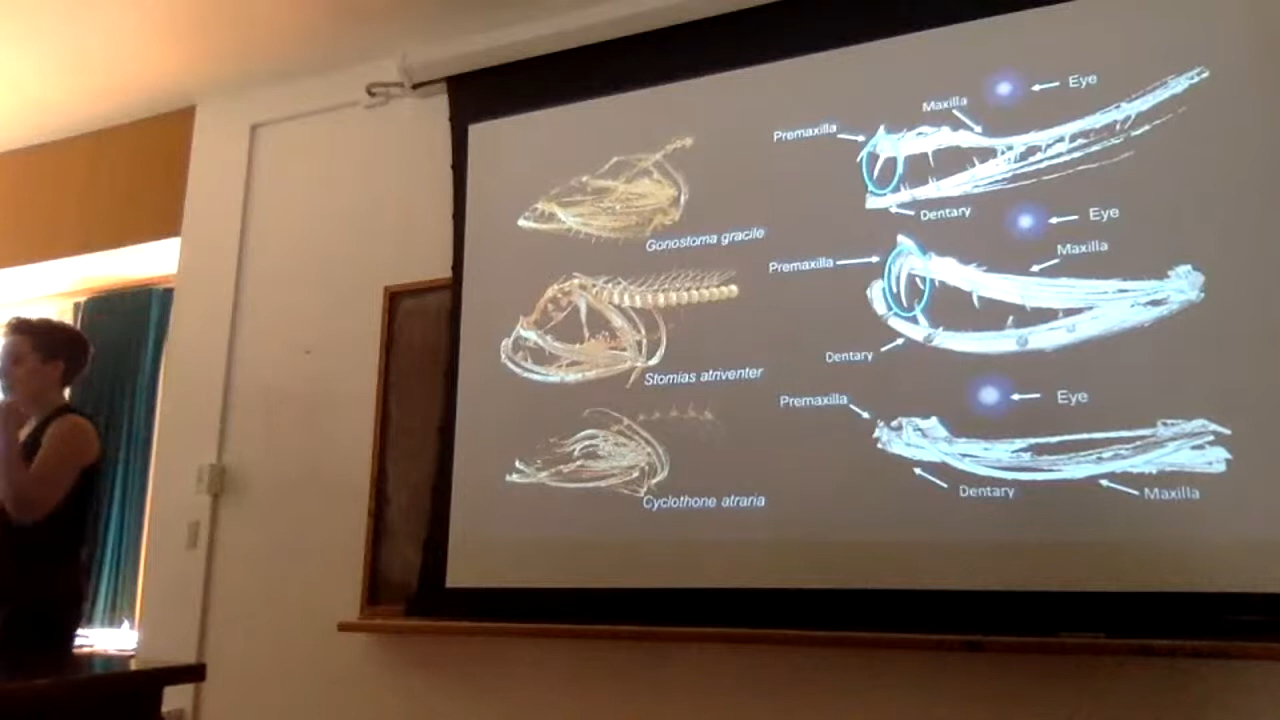 Gonostoma gracile
Stomias atriventer
Cyclothone atraria
Eye
Maxilla
Premaxilla
Dentary
Eye
Maxilla
Premaxilla
Dentary
Eye
Premaxilla
Dentary
Maxilla